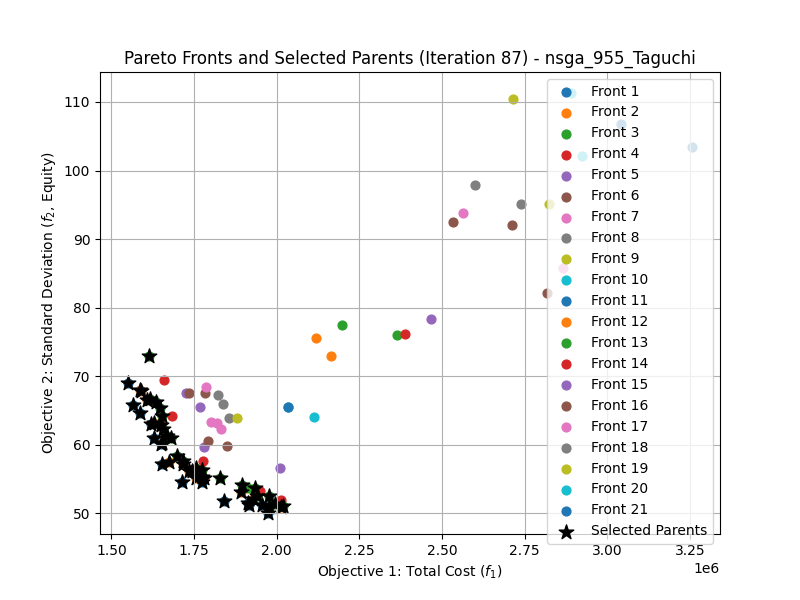 Pareto Fronts and Selected Parents (Iteration 87) - nsga_955_Taguchi
Objective 2: Standard Deviation (f₂, Equity)
110
100
90
80
70
60
50
1.50 1.75 2.00 2.25 2.50 2.75 3.00 3.25
1e6
Objective 1: Total Cost (f₁)
Front 1
Front 2
Front 3
Front 4
Front 5
Front 6
Front 7
Front 8
Front 9
Front 10
Front 11
Front 12
Front 13
Front 14
Front 15
Front 16
Front 17
Front 18
Front 19
Front 20
Front 21
Selected Parents